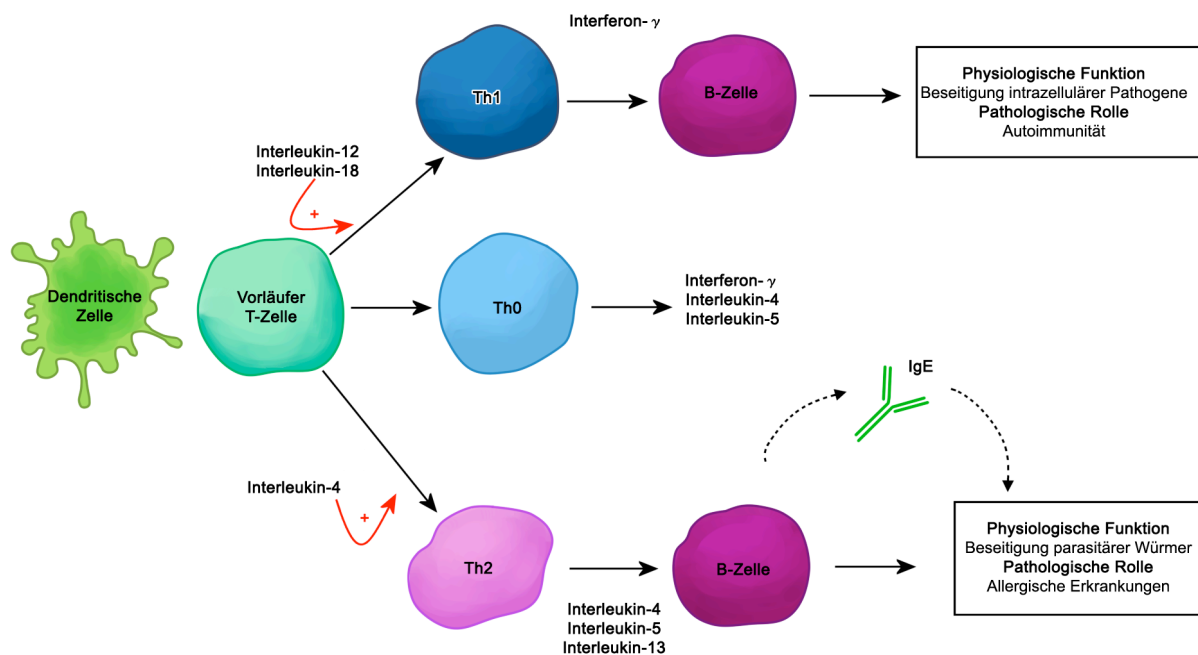 Interferon- γ
Th1
B-Zelle
Physiologische Funktion
Beseitigung intrazellulärer Pathogene
Pathologische Rolle
Autoimmunität
Interleukin-12
Interleukin-18
+
Dendritische
Zelle
Vorläufer
T-Zelle
Th0
Interferon- γ
Interleukin-4
Interleukin-5
IgE
Interleukin-4
+
Th2
B-Zelle
Interleukin-4
Interleukin-5
Interleukin-13
Physiologische Funktion
Beseitigung parasitärer Würmer
Pathologische Rolle
Allergische Erkrankungen